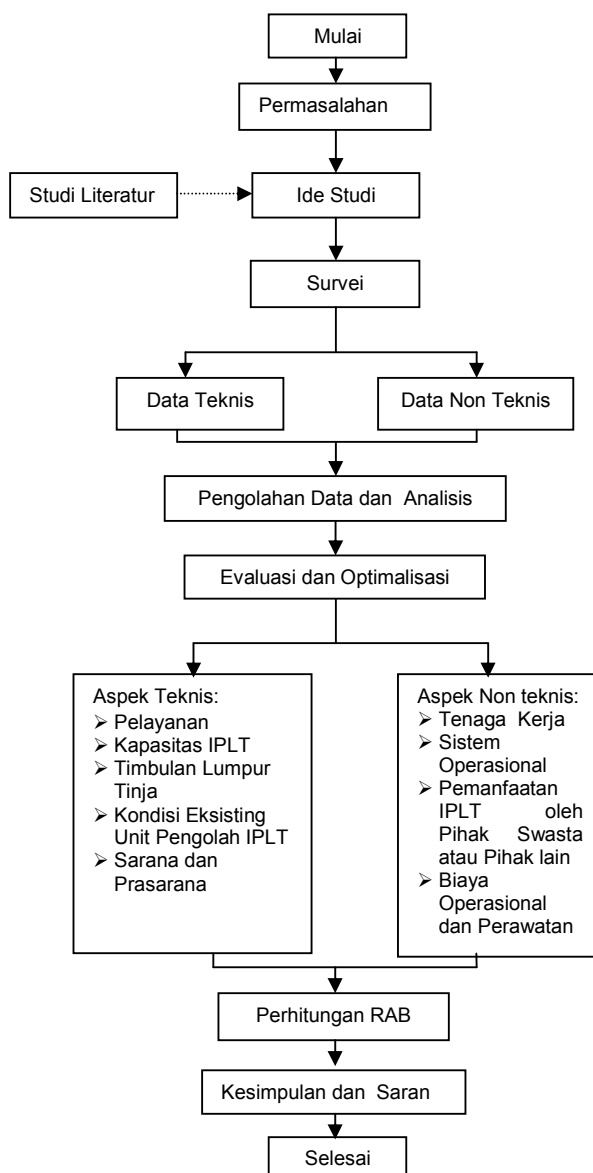 Mulai
Permasalahan
Studi Literatur
Ide Studi
Survei
Data Teknis
Data Non Teknis
Pengolahan Data dan Analisis
Evaluasi dan Optimalisasi
Aspek Teknis:
➢ Pelayanan
➢ Kapasitas IPLT
➢ Timbulan Lumpur
Tinja
➢ Kondisi Eksisting
Unit Pengolah IPLT
➢ Sarana dan
Prasarana
Aspek Non teknis:
➢ Tenaga Kerja
➢ Sistem
Operasional
➢ Pemanfaatan
IPLT oleh
Pihak Swasta
atau Pihak lain
➢ Biaya
Operasional
dan Perawatan
Perhitungan RAB
Kesimpulan dan Saran
Selesai